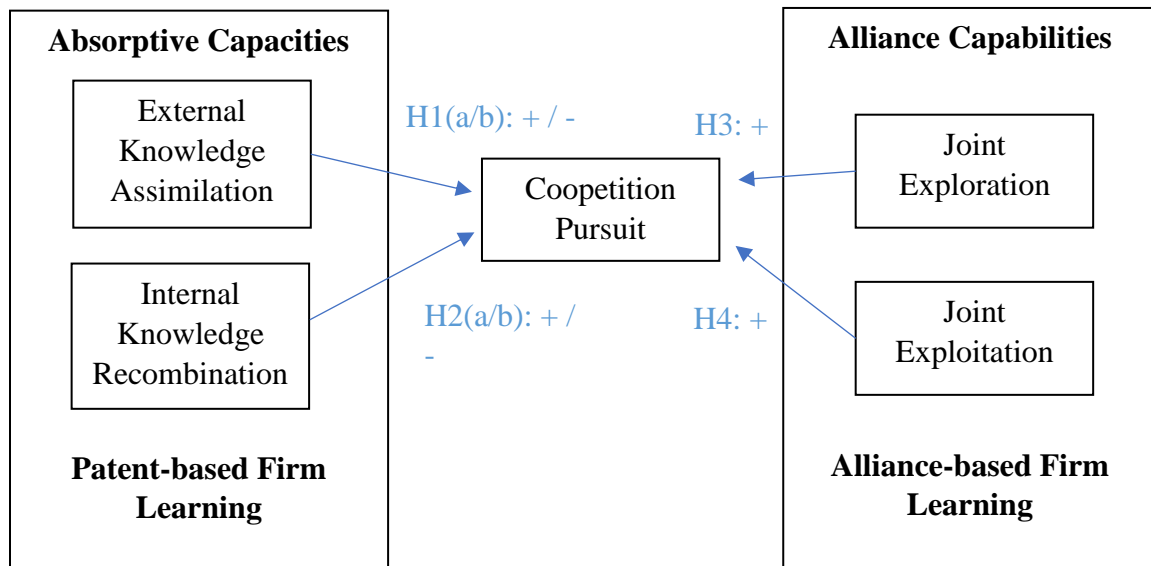 Absorptive Capacities
External
Knowledge
Assimilation
Internal
Knowledge
Recombination
Patent-based Firm
Learning
H1(a/b): + / -
H2(a/b): + /
-
Coopetition
Pursuit
H3: +
H4: +
Alliance Capabilities
Joint
Exploration
Joint
Exploitation
Alliance-based Firm
Learning